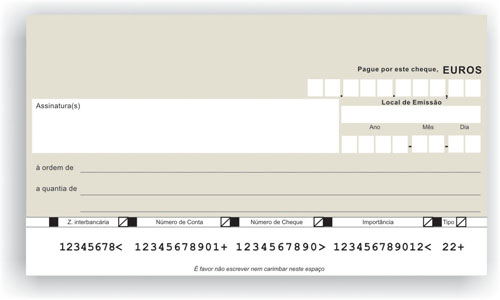 Pague por este cheque, EUROS
Assinatura(s)
Local de Emissão
Ano Mês Dia
à ordem de
a quantia de
Z. interbancária Número de Conta Número de Cheque Importância Tipo
12345678< 12345678901+ 1234567890> 123456789012< 22+
É favor não escrever nem carimbar neste espaço